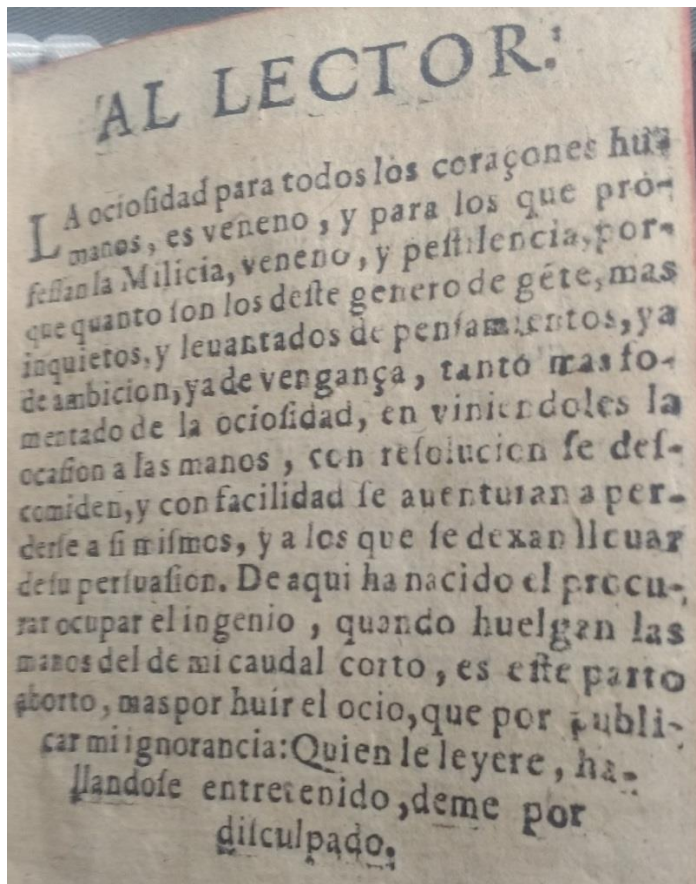 AL LECTOR.
LA ocioſidad para todos los coraçones hu-
manos, es veneno, y para los que pro-
feſſan la Milicia, veneno, y peſtilencia, por-
que quanto ſon los deſte genero de gẽte, mas
inquietos, y leuantados de penſamientos, ya
de ambicion, ya de vengança, tanto mas fo-
mentado de la ocioſidad, en viniendoles la
ocaſion a las manos, con reſolucion ſe deſ-
comiden, y con facilidad ſe auenturan a per-
derſe a ſi miſmos, y a los que ſe dexan lleuar
de ſu perſuaſion. De aqui ha nacido el procu-
rar ocupar el ingenio, quando huelgan las
manos del de mi caudal corto, es eſte parto
aborto, mas por huir el ocio, que por publi-
car mi ignorancia: Quien le leyere, ha-
llandoſe entretenido, deme por
diſculpado.